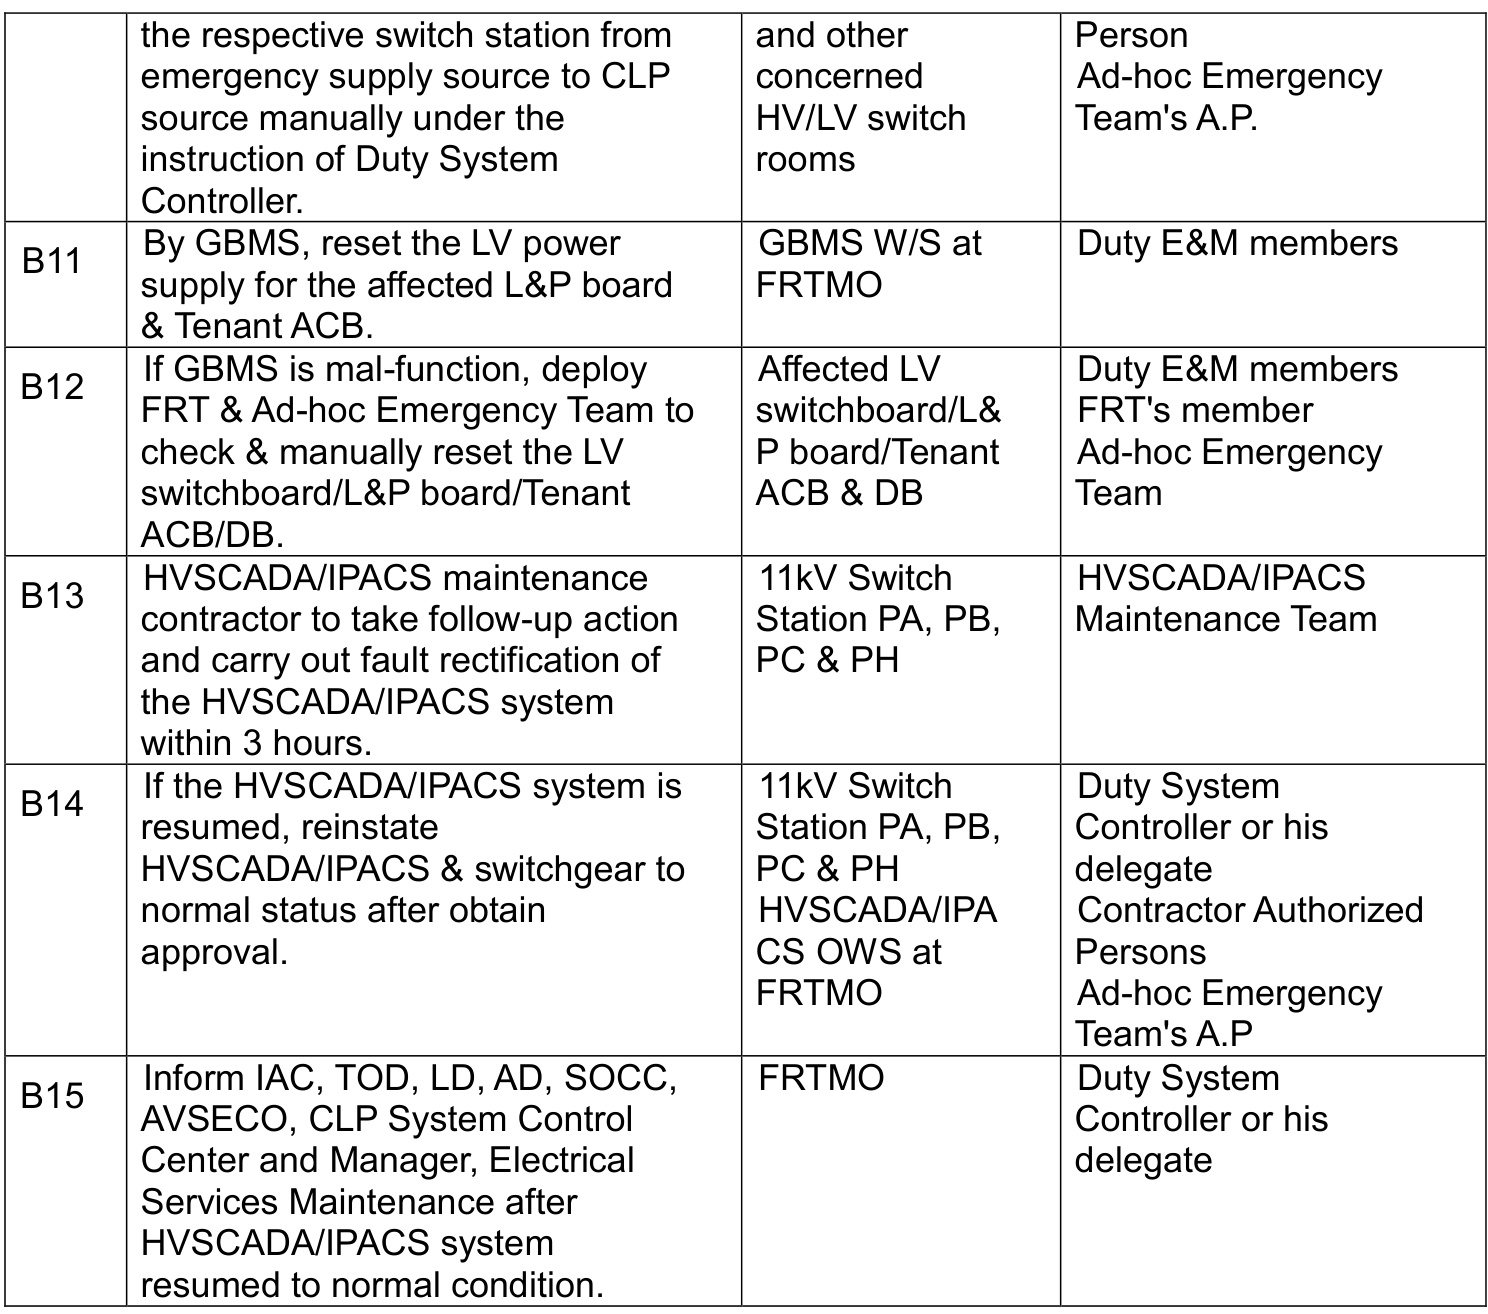 the respective switch station from
emergency supply source to CLP
source manually under the
instruction of Duty System
Controller.
and other
concerned
HV/LV switch
rooms
Person
Ad-hoc Emergency
Team's A.P.
B11
By GBMS, reset the LV power
supply for the affected L&P board
& Tenant ACB.
GBMS W/S at
FRTMO
Duty E&M members
B12
If GBMS is mal-function, deploy
FRT & Ad-hoc Emergency Team to
check & manually reset the LV
switchboard/L&P board/Tenant
ACB/DB.
Affected LV
switchboard/L&
P board/Tenant
ACB & DB
Duty E&M members
FRT's member
Ad-hoc Emergency
Team
B13
HVSCADA/IPACS maintenance
contractor to take follow-up action
and carry out fault rectification of
the HVSCADA/IPACS system
within 3 hours.
11kV Switch
Station PA, PB,
PC & PH
HVSCADA/IPACS
Maintenance Team
B14
If the HVSCADA/IPACS system is
resumed, reinstate
HVSCADA/IPACS & switchgear to
normal status after obtain
approval.
11kV Switch
Station PA, PB,
PC & PH
HVSCADA/IPA
CS OWS at
FRTMO
Duty System
Controller or his
delegate
Contractor Authorized
Persons
Ad-hoc Emergency
Team's A.P
B15
Inform IAC, TOD, LD, AD, SOCC,
AVSECO, CLP System Control
Center and Manager, Electrical
Services Maintenance after
HVSCADA/IPACS system
resumed to normal condition.
FRTMO
Duty System
Controller or his
delegate